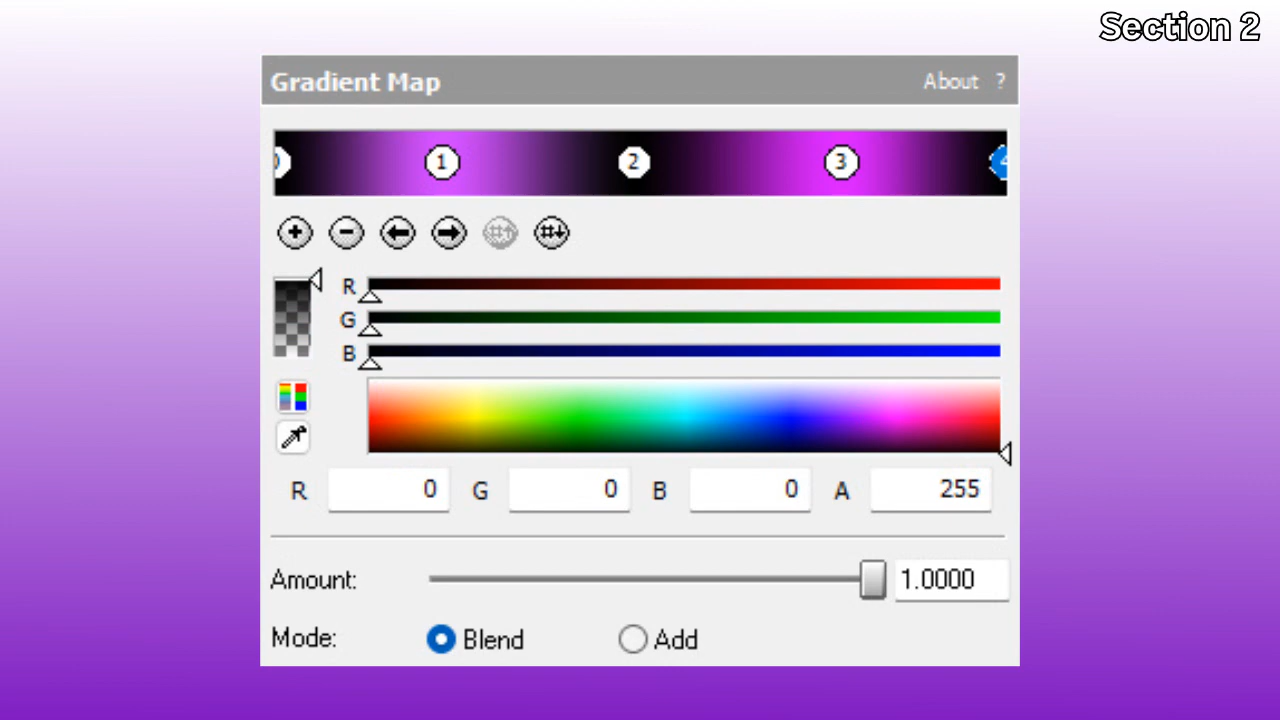 Section 2
Gradient Map About ?
1 2 3
R
G
B
R 0 G 0 B 0 A 255
Amount: 1.0000
Mode: Blend Add